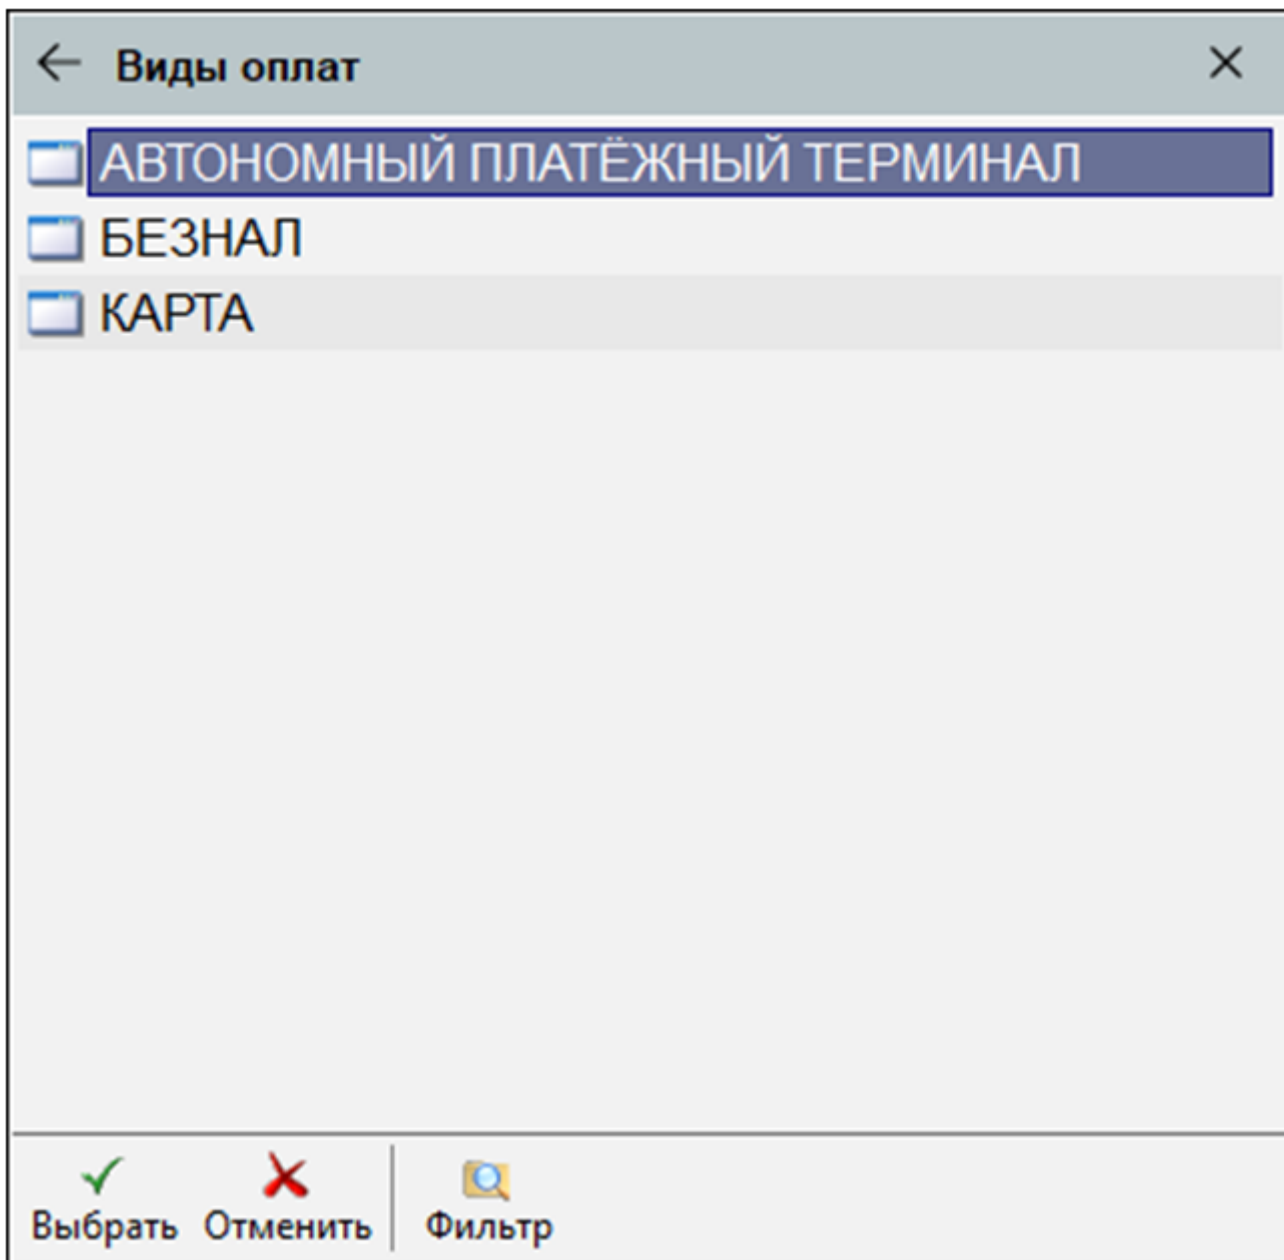 Виды оплат
АВТОНОМНЫЙ ПЛАТЁЖНЫЙ ТЕРМИНАЛ
БЕЗНАЛ
КАРТА
Выбрать Отменить Фильтр